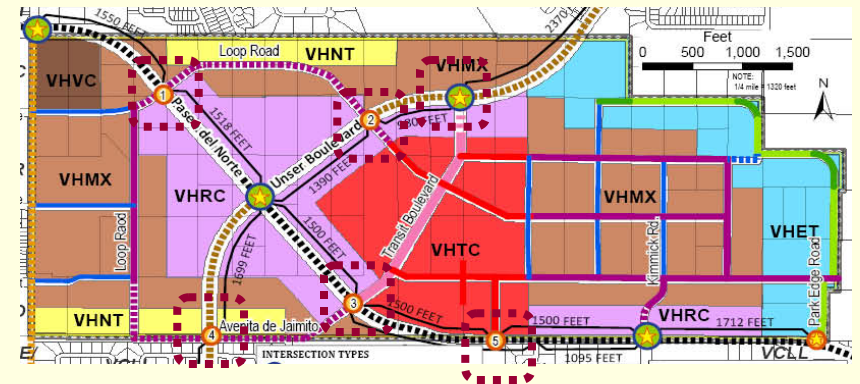 1550 FEET
2370
Loop Road
VHNT
VHMX
Feet
0 500 1,000 1,500
NOTE:
1/4 mile = 1320 feet
N
VHVC
1
Paseo del Norte
1518 FEET
2
Unser Boulevard
1390 FEET
VHMX
VHRC
VHMX
Transit Boulevard
1500 FEET
VHTC
VHET
Loop Raod
1699 FEET
Kimmick Rd.
Park Edge Road
3
1500 FEET
VHNT
4
Avenita de Jaimito
1500 FEET
VHRC
1712 FEET
5
INTERSECTION TYPES
1095 FEET
VCLL